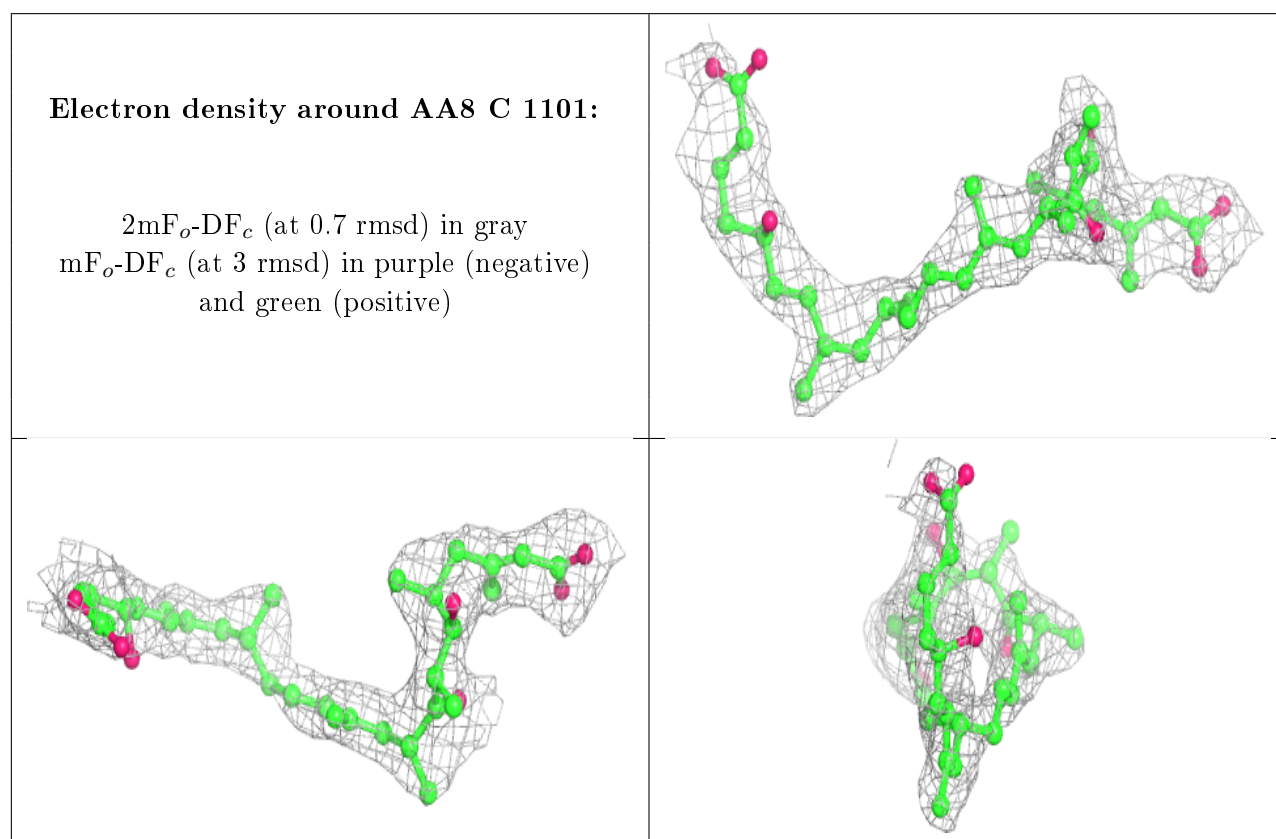 Electron density around AA8 C 1101:
2mFₒ-DF𝒸 (at 0.7 rmsd) in gray
mFₒ-DF𝒸 (at 3 rmsd) in purple (negative)
and green (positive)